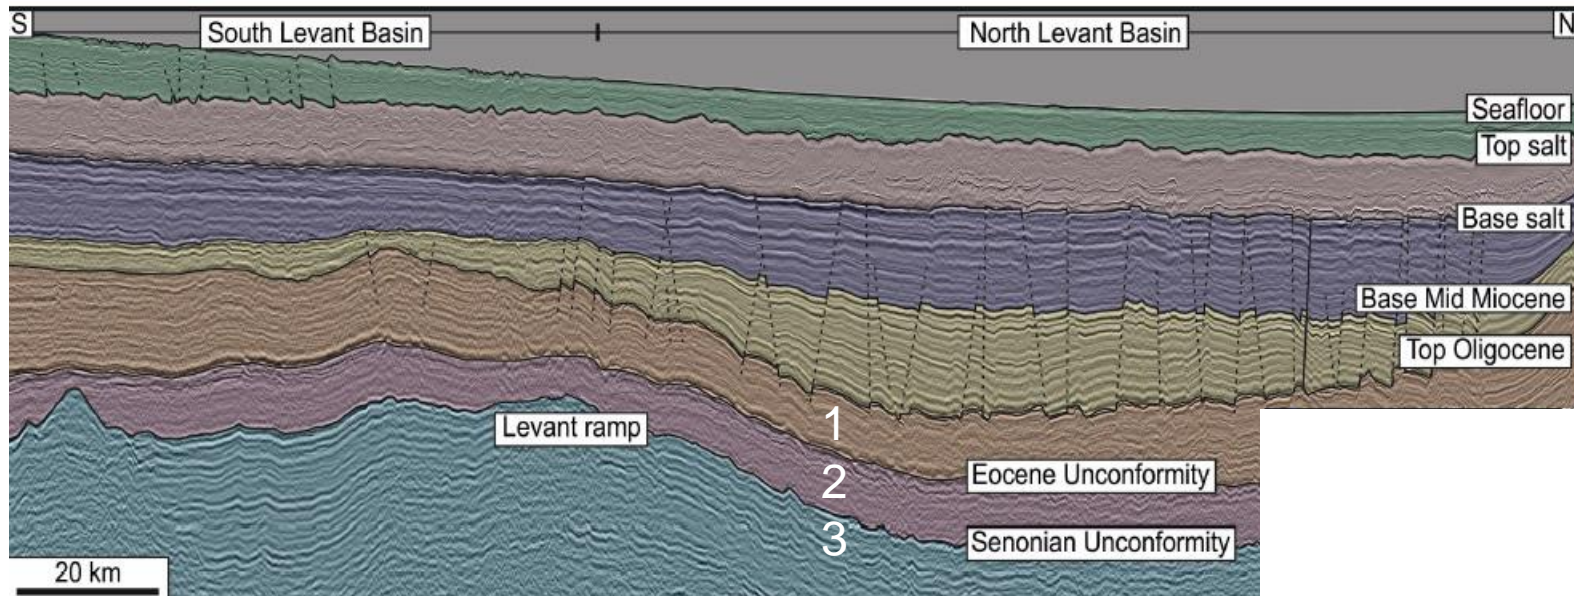 S
South Levant Basin
North Levant Basin
N
Seafloor
Top salt
Base salt
Base Mid Miocene
Top Oligocene
1
Levant ramp
2
Eocene Unconformity
3
Senonian Unconformity
20 km